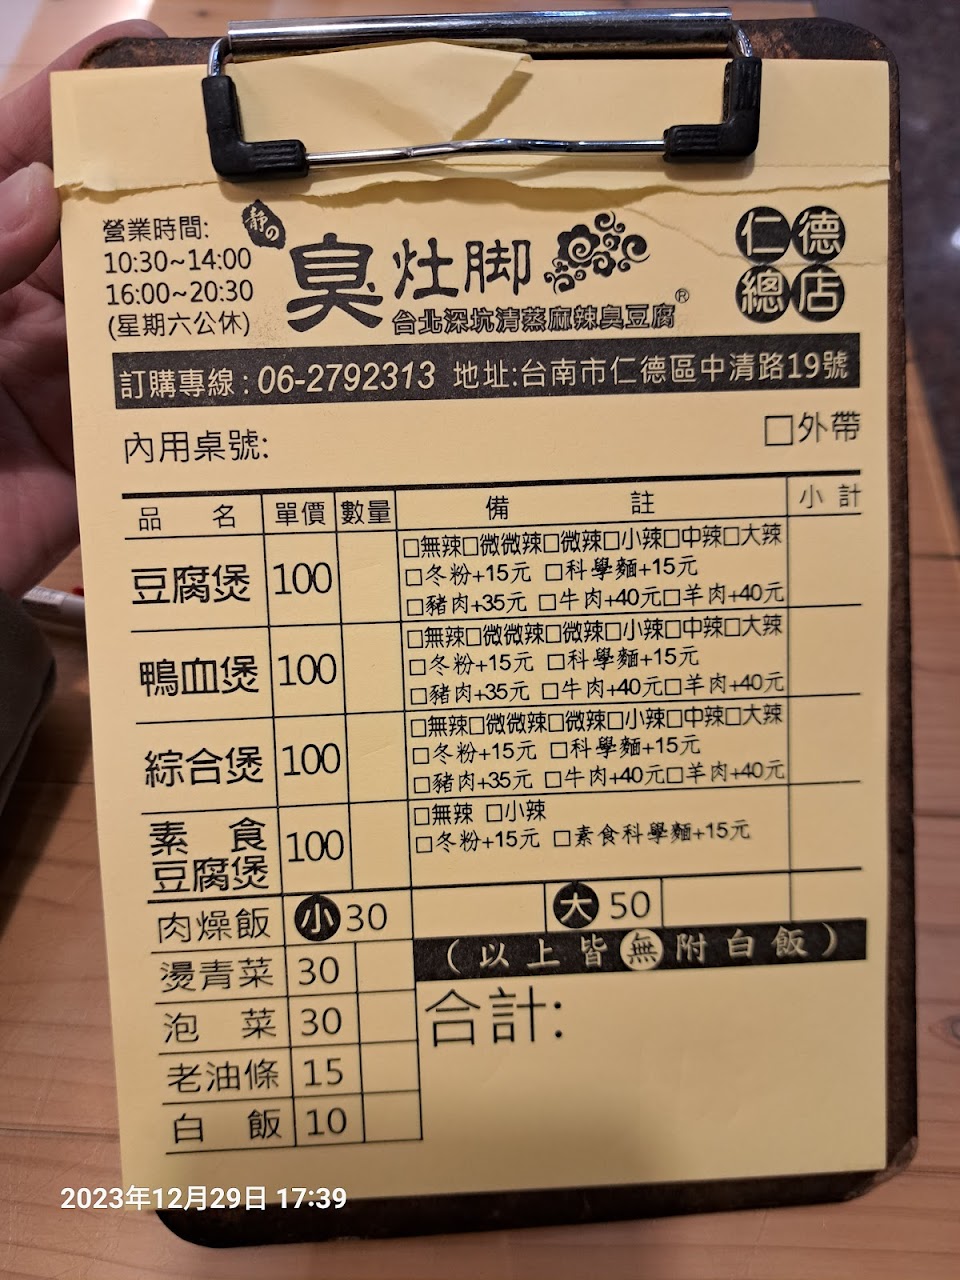 營業時間:
10:30~14:00
16:00~20:30
(星期六公休)
静の
臭灶脚
台北深坑清蒸麻辣臭豆腐®
仁德
總店
訂購專線:06-2792313 地址:台南市仁德區中清路19號
內用桌號:
□外帶
品名 單價 數量 備註 小計
豆腐煲 100
□無辣□微微辣□微辣□小辣□中辣□大辣
□冬粉+15元 □科學麵+15元
□豬肉+35元 □牛肉+40元□羊肉+40元
鴨血煲 100
□無辣□微微辣□微辣□小辣□中辣□大辣
□冬粉+15元 □科學麵+15元
□豬肉+35元 □牛肉+40元□羊肉+40元
綜合煲 100
□無辣□微微辣□微辣□小辣□中辣□大辣
□冬粉+15元 □科學麵+15元
□豬肉+35元 □牛肉+40元□羊肉+40元
素食
豆腐煲 100
□無辣 □小辣
□冬粉+15元 □素食科學麵+15元
肉燥飯 小 30 大 50
(以上皆無附白飯)
燙青菜 30
泡菜 30
老油條 15
白飯 10
合計:
2023年12月29日 17:39